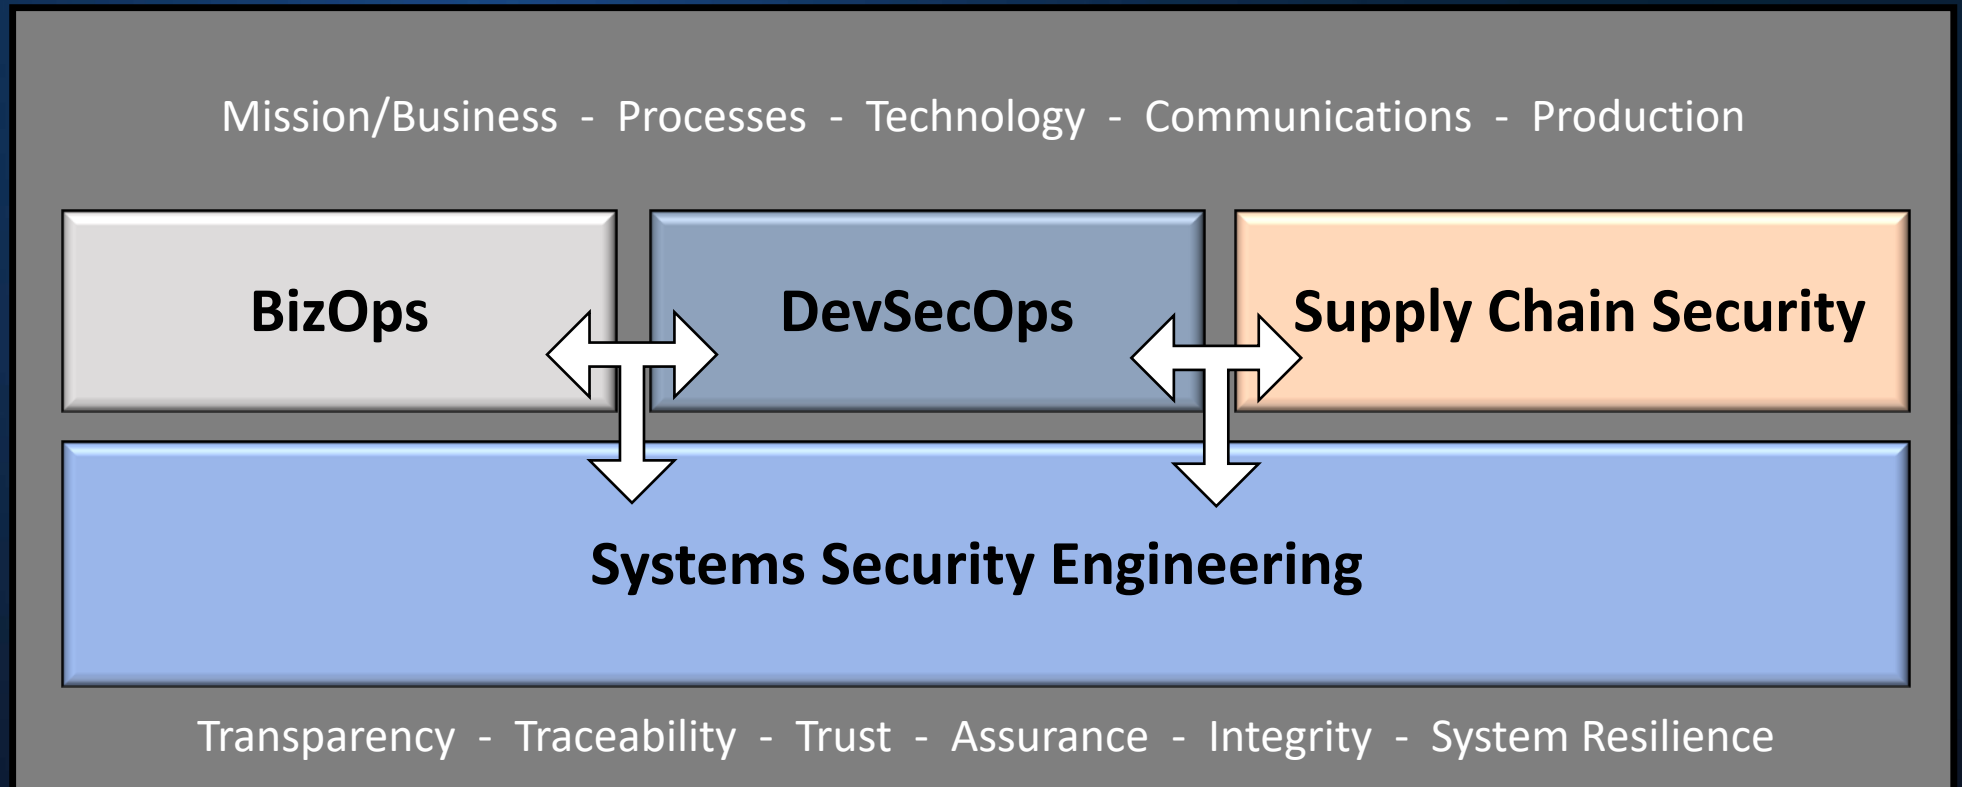 Mission/Business - Processes - Technology - Communications - Production
BizOps
DevSecOps
Supply Chain Security
Systems Security Engineering
Transparency - Traceability - Trust - Assurance - Integrity - System Resilience